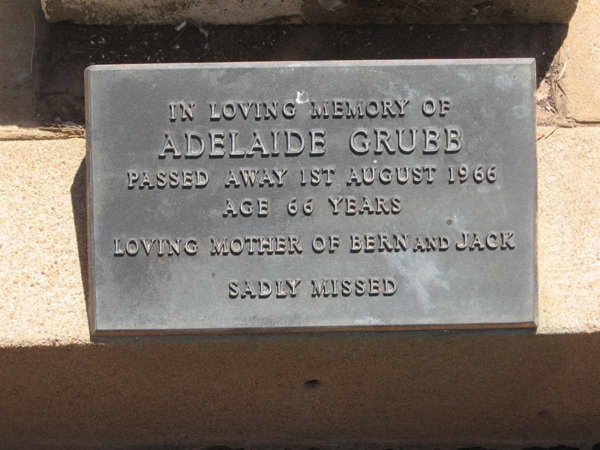 IN LOVING MEMORY OF
ADELAIDE GRUBB
PASSED AWAY 1ST AUGUST 1966
AGE 66 YEARS
LOVING MOTHER OF BERN AND JACK
SADLY MISSED